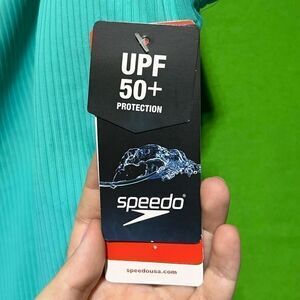 UPF
50+
PROTECTION
speedo®
speedousa.com